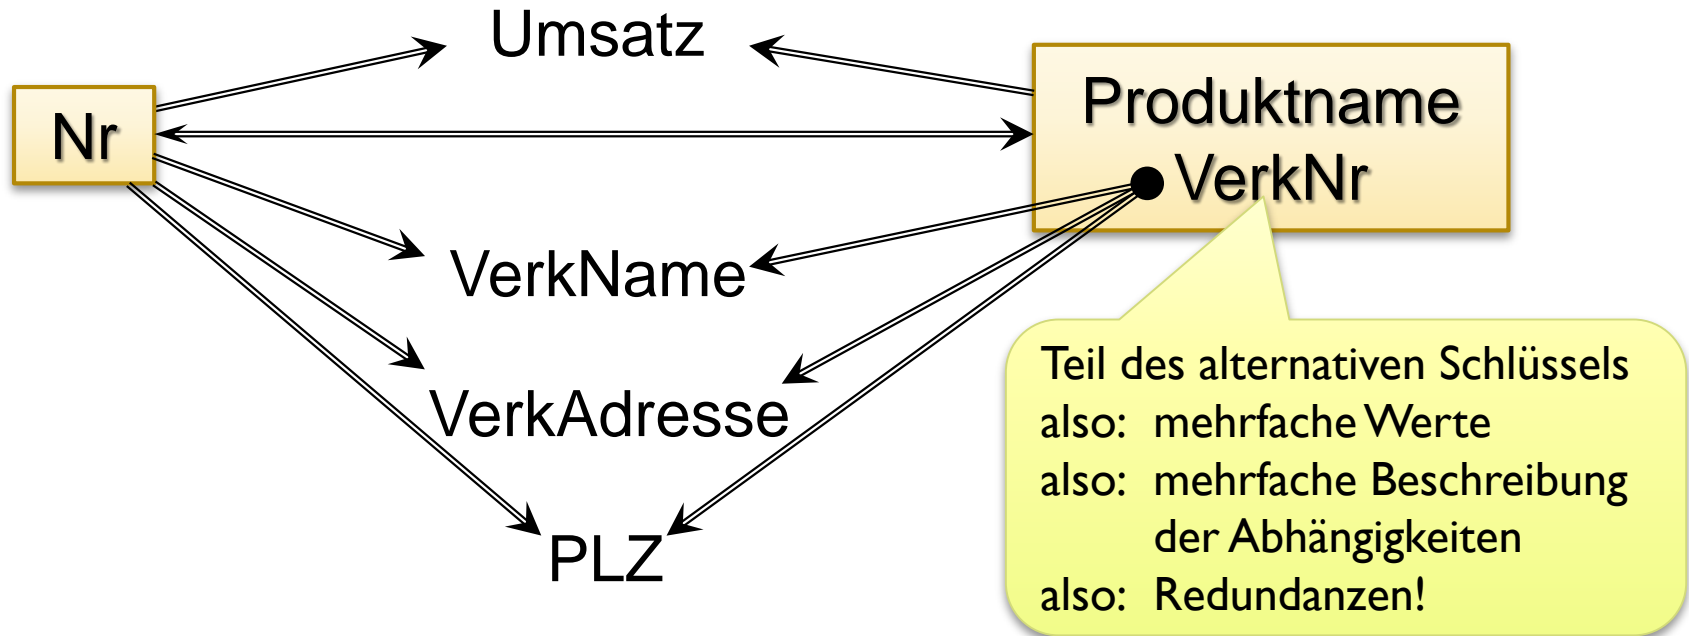 Umsatz
Nr
Produktname
VerkNr
VerkName
VerkAdresse
PLZ
Teil des alternativen Schlüssels
also: mehrfache Werte
also: mehrfache Beschreibung
der Abhängigkeiten
also: Redundanzen!